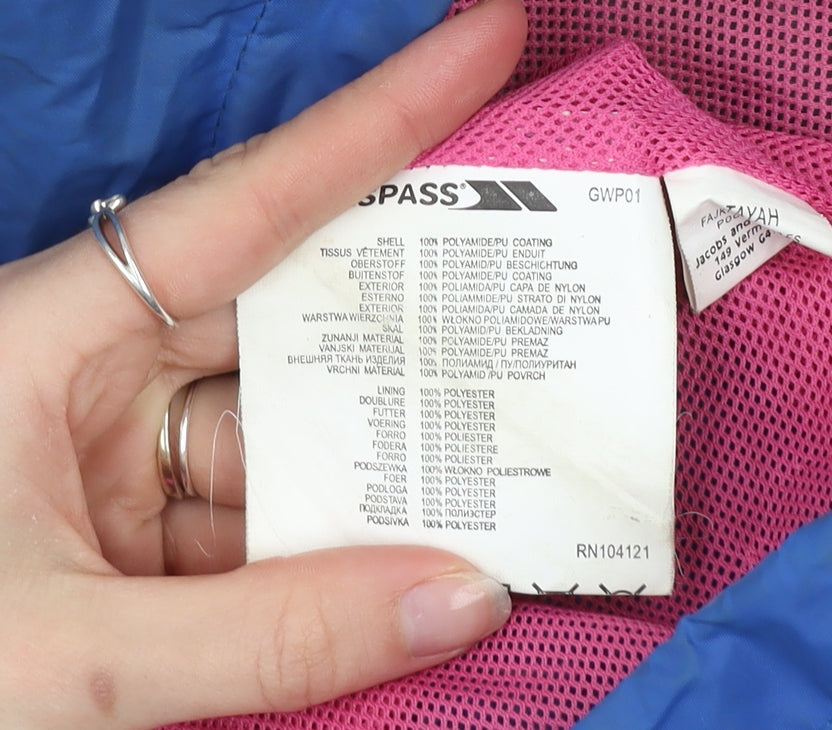 SPASS®
GWP01
SHELL 100% POLYAMIDE/PU COATING
TISSUS VÊTEMENT 100% POLYAMIDE/PU ENDUIT
OBERSTOFF 100% POLYAMID/PU BESCHICHTUNG
BUITENSTOF 100% POLYAMIDE/PU COATING
EXTERIOR 100% POLIAMIDA/PU CAPA DE NYLON
ESTERNO 100% POLIAMMIDE/PU STRATO DI NYLON
EXTERIOR 100% POLIAMIDA/PU CAMADA DE NYLON
WARSTWA WIERZCHNIA 100% WŁOKNO POLIAMIDOWE/WARSTWA PU
SKAL 100% POLYAMID/PU BEKLADNING
ZUNANJI MATERIAL 100% POLYAMIDE/PU PREMAZ
VANJSKI MATERIJAL 100% POLYAMIDE/PU PREMAZ
ВНЕШНЯЯ ТКАНЬ ИЗДЕЛИЯ 100% ПОЛИАМИД / ПУ/ПОЛИУРИТАН
VRCHNI MATERIAL 100% POLYAMID /PU POVRCH
LINING 100% POLYESTER
DOUBLURE 100% POLYESTER
FUTTER 100% POLYESTER
VOERING 100% POLYESTER
FORRO 100% POLIESTER
FODERA 100% POLIESTERE
FORRO 100% POLIESTER
PODSZEWKA 100% WŁOKNO POLIESTROWE
FOER 100% POLYESTER
PODLOGA 100% POLYESTER
PODSTAVA 100% POLYESTER
ПОДКЛАДКА 100% ПОЛИЭСТЕР
PODSIVKA 100% POLYESTER
RN104121
Jacobs and
149 Verm
Glasgow Ga